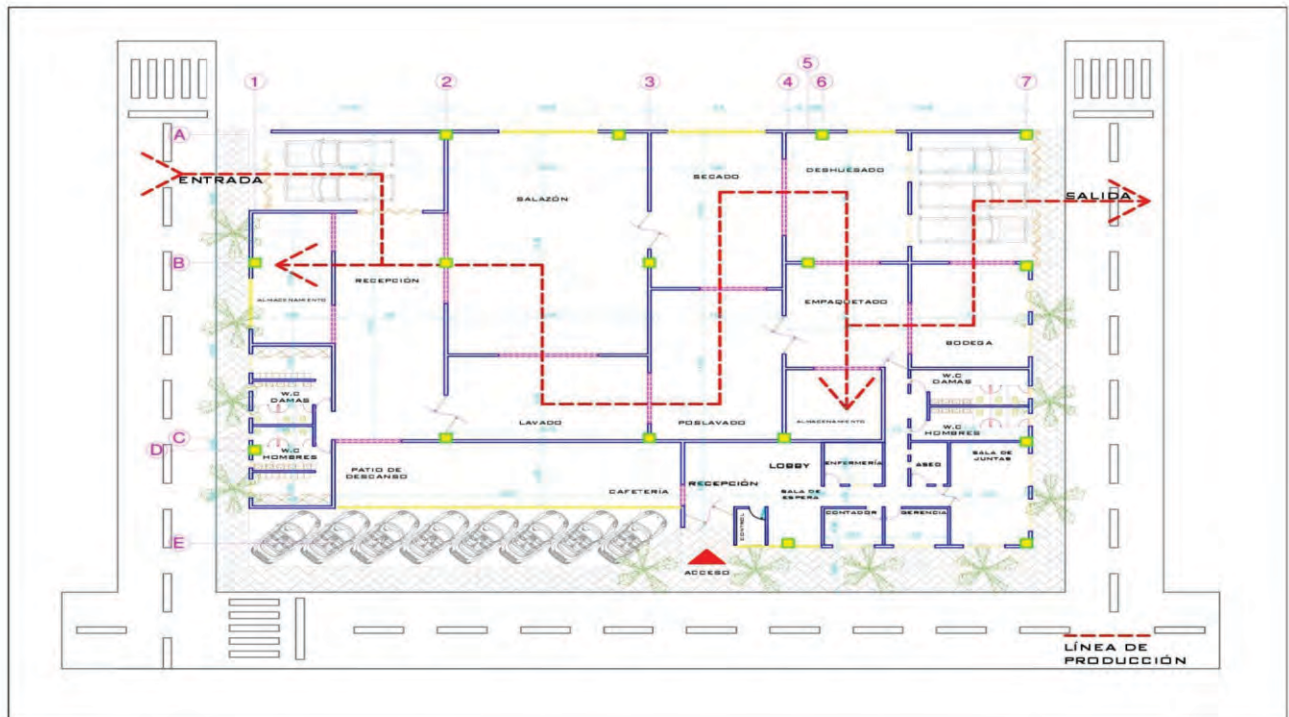 5
1
2
3
4
6
7
A
ENTRADA
SALAZÓN
SECADO
DESHUESADO
SALIDA
B
RECEPCIÓN
ALMACENAMIENTO
EMPAQUETADO
BODEGA
W.C
DAMAS
W.C
DAMAS
C
D
W.C
HOMBRES
LAVADO
POSLAVADO
ALMACENAMIENTO
W.C
HOMBRES
PATIO DE
DESCANSO
CAFETERÍA
RECEPCIÓN
LOBBY
SALA DE
ESPERA
ENFERMERÍA
ASEO
SALA DE
JUNTAS
CONTADOR
GERENCIA
E
ACCESO
LÍNEA DE
PRODUCCIÓN